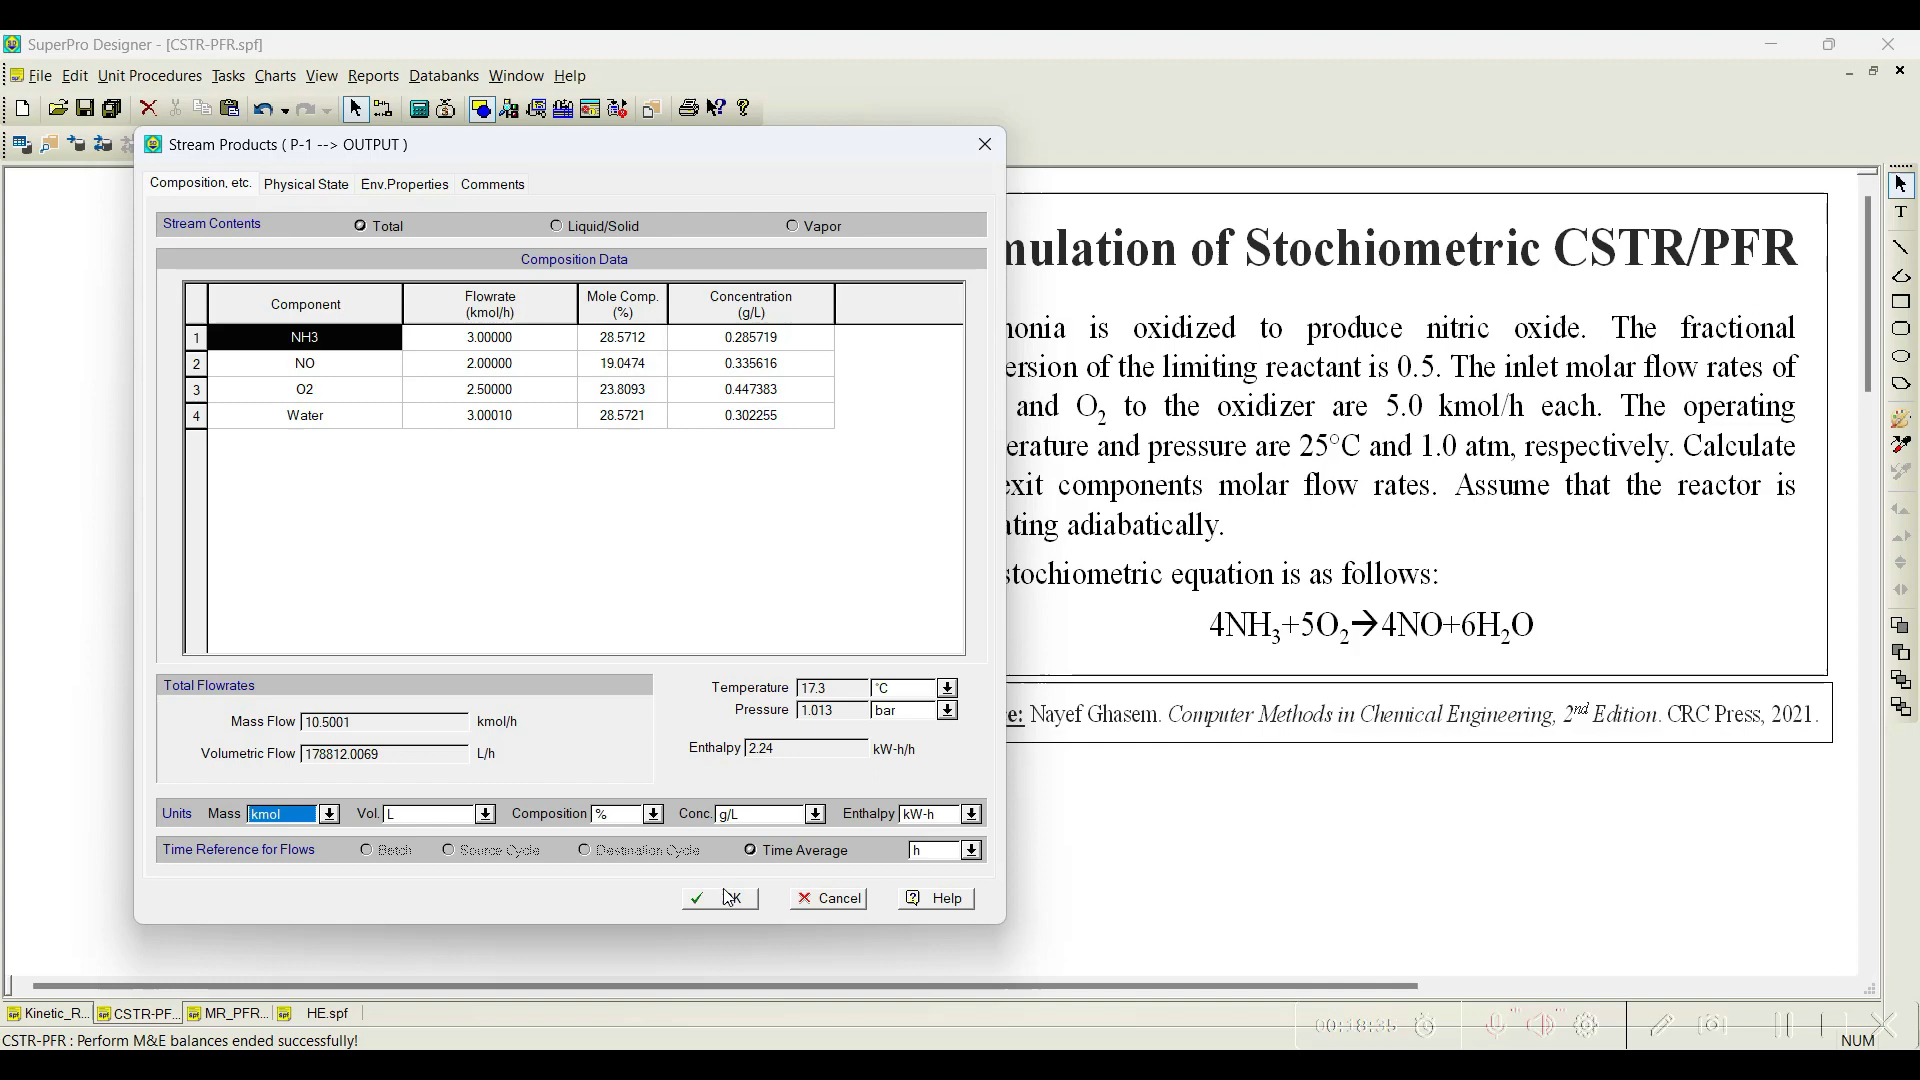 SuperPro Designer - [CSTR-PFR.spf]
File Edit Unit Procedures Tasks Charts View Reports Databanks Window Help
Stream Products ( P-1 --> OUTPUT )
Composition, etc. Physical State Env.Properties Comments
Stream Contents Total Liquid/Solid Vapor
Composition Data
Component Flowrate (kmol/h) Mole Comp. (%) Concentration (g/L)
1 NH3 3.00000 28.5712 0.285719
2 NO 2.00000 19.0474 0.335616
3 O2 2.50000 23.8093 0.447383
4 Water 3.00010 28.5721 0.302255
Total Flowrates
Mass Flow 10.5001 kmol/h
Volumetric Flow 178812.0069 L/h
Temperature 17.3 °C
Pressure 1.013 bar
Enthalpy 2.24 kW-h/h
Units Mass kmol Vol. L Composition % Conc. g/L Enthalpy kW-h
Time Reference for Flows Batch Source Cycle Destination Cycle Time Average h
Cancel Help
mulation of Stochiometric CSTR/PFR
nonia is oxidized to produce nitric oxide. The fractional
ersion of the limiting reactant is 0.5. The inlet molar flow rates of
and O₂ to the oxidizer are 5.0 kmol/h each. The operating
erature and pressure are 25°C and 1.0 atm, respectively. Calculate
exit components molar flow rates. Assume that the reactor is
ating adiabatically.
stochiometric equation is as follows:
4NH₃+5O₂→4NO+6H₂O
e: Nayef Ghasem. Computer Methods in Chemical Engineering, 2nd Edition. CRC Press, 2021.
Kinetic_R... CSTR-PF... MR_PFR... HE.spf
00:18:35
CSTR-PFR : Perform M&E balances ended successfully!
NUM